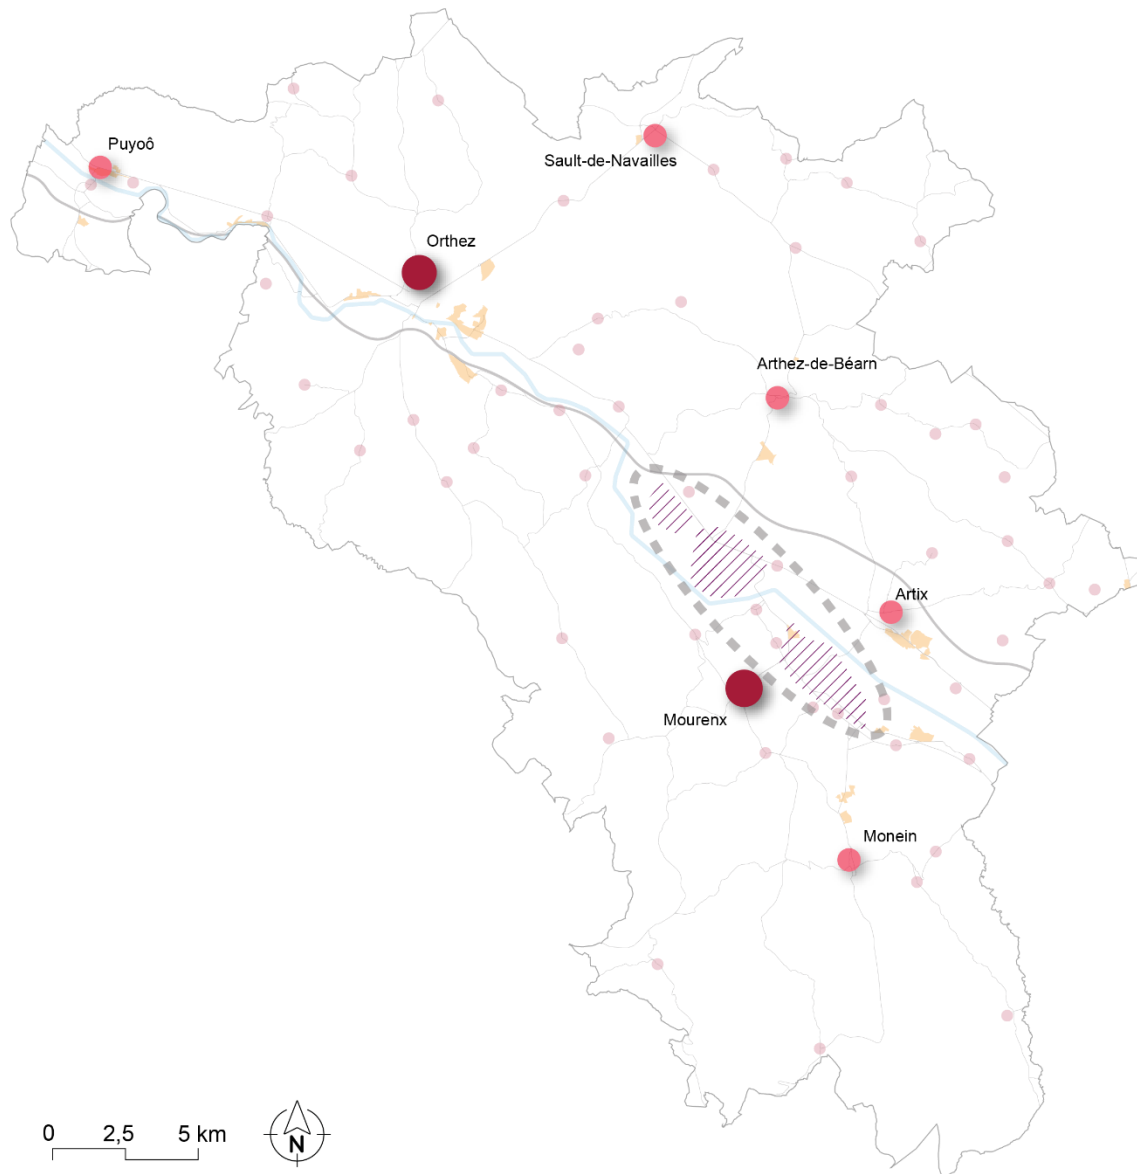 Puyoô
Sault-de-Navailles
Orthez
Arthez-de-Béarn
Artix
Mourenx
Monein
0 2,5 5 km
N